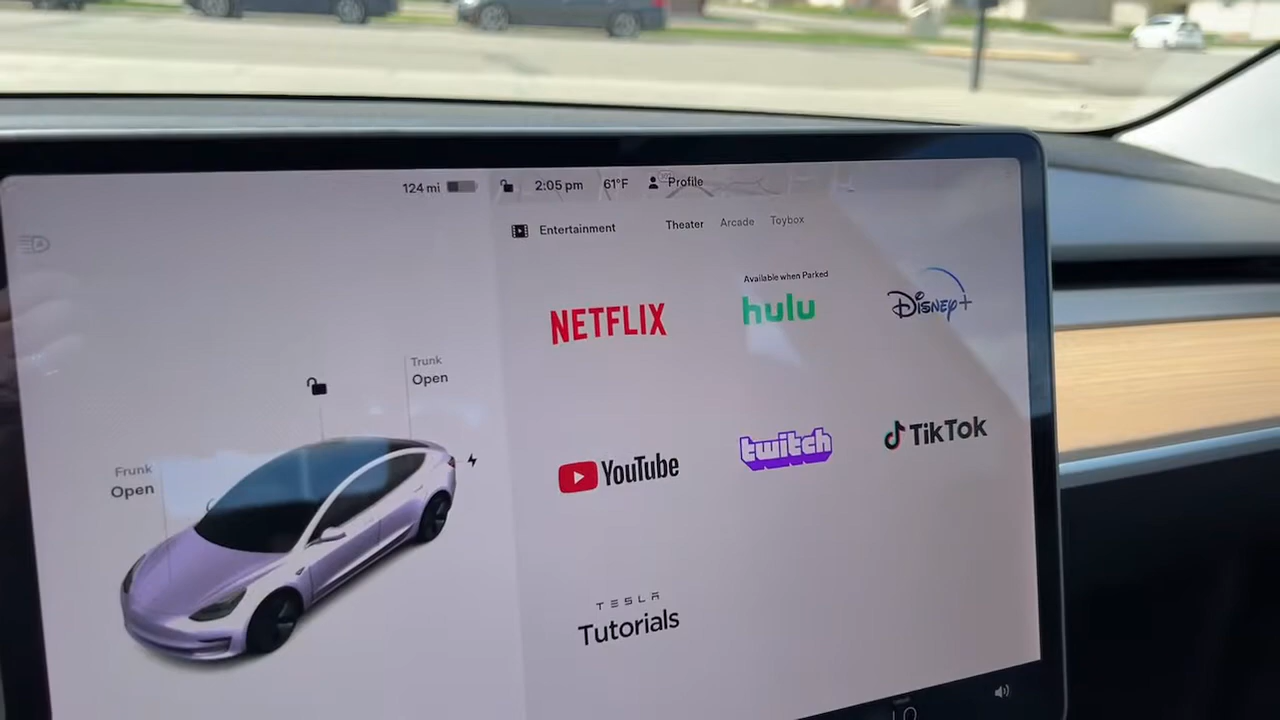 124 mi
2:05 pm
61°F
Profile
Entertainment
Theater
Arcade
Toybox
Available when Parked
NETFLIX
hulu
Disney+
Trunk
Open
Frunk
Open
YouTube
twitch
TikTok
TESLA
Tutorials